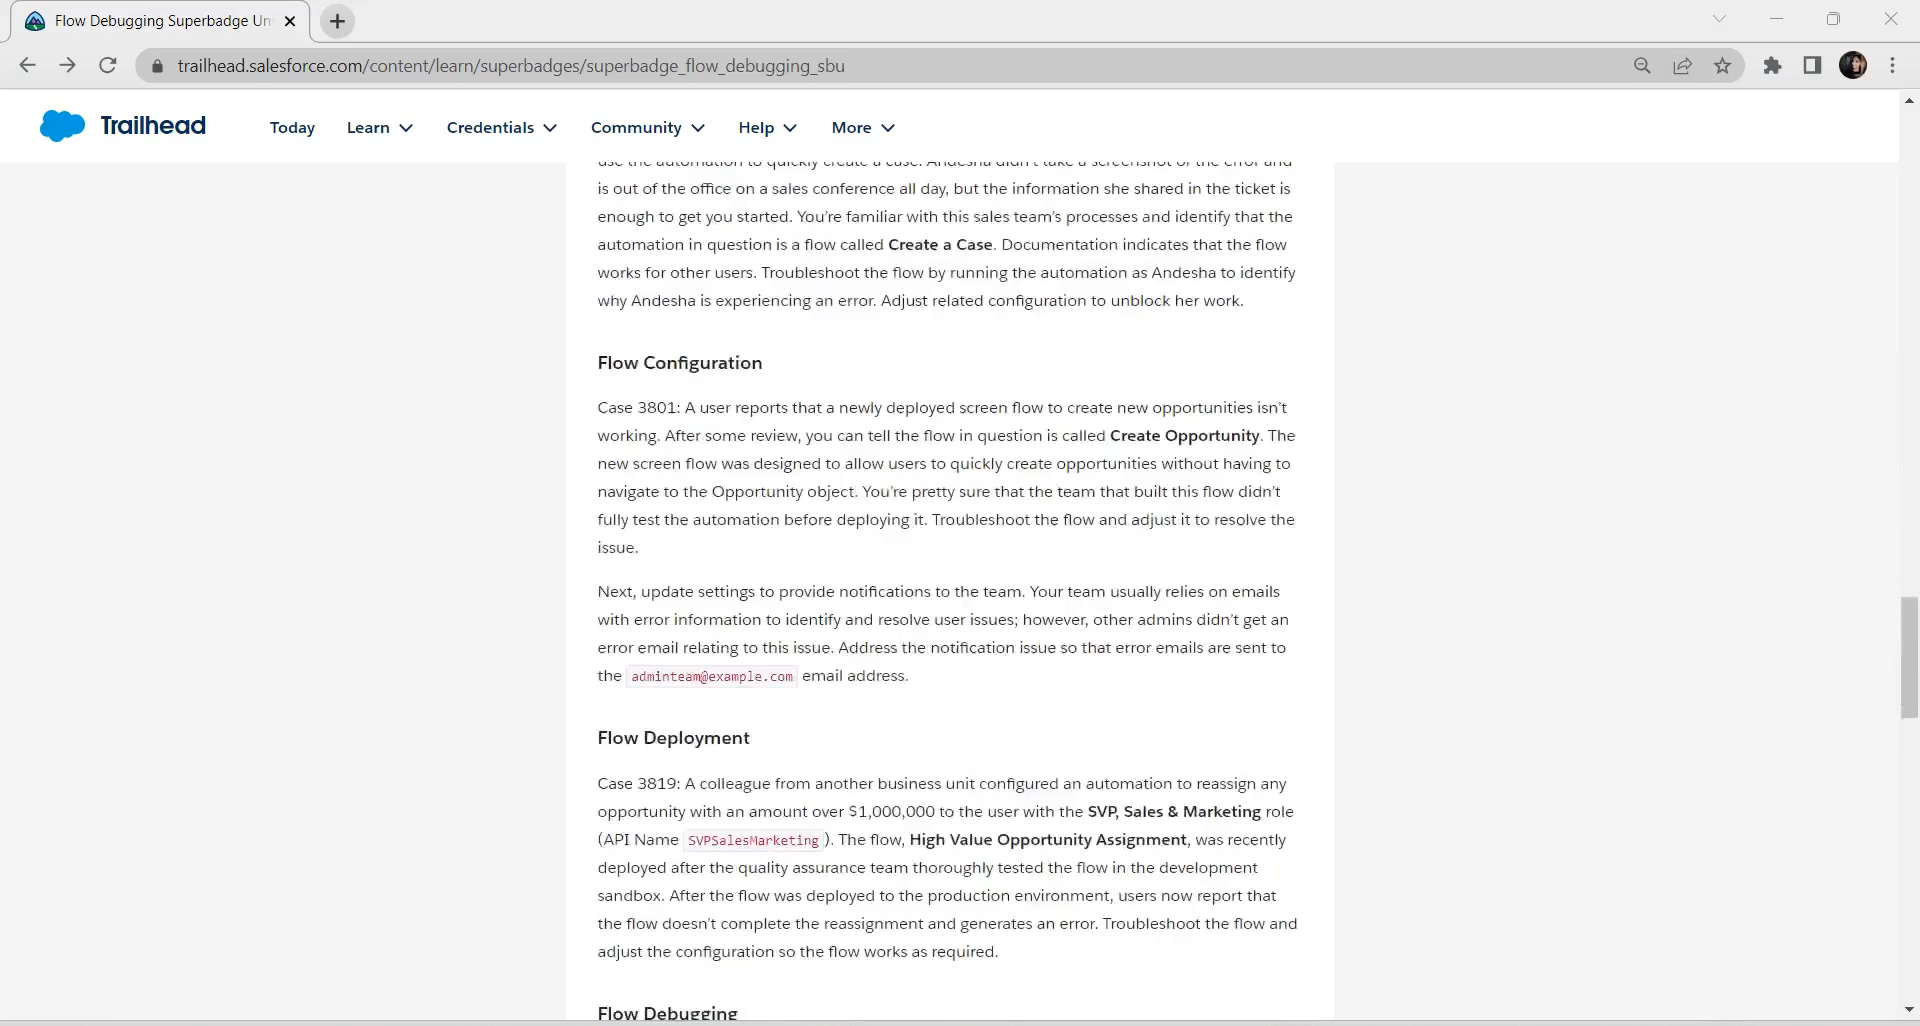 Flow Debugging Superbadge Un
trailhead.salesforce.com/content/learn/superbadges/superbadge_flow_debugging_sbu
Trailhead Today Learn Credentials Community Help More
use the automation to quickly create a case. Andesha didn't take a screenshot of the error and
is out of the office on a sales conference all day, but the information she shared in the ticket is
enough to get you started. You're familiar with this sales team's processes and identify that the
automation in question is a flow called Create a Case. Documentation indicates that the flow
works for other users. Troubleshoot the flow by running the automation as Andesha to identify
why Andesha is experiencing an error. Adjust related configuration to unblock her work.
Flow Configuration
Case 3801: A user reports that a newly deployed screen flow to create new opportunities isn't
working. After some review, you can tell the flow in question is called Create Opportunity. The
new screen flow was designed to allow users to quickly create opportunities without having to
navigate to the Opportunity object. You're pretty sure that the team that built this flow didn't
fully test the automation before deploying it. Troubleshoot the flow and adjust it to resolve the
issue.
Next, update settings to provide notifications to the team. Your team usually relies on emails
with error information to identify and resolve user issues; however, other admins didn't get an
error email relating to this issue. Address the notification issue so that error emails are sent to
the adminteam@example.com email address.
Flow Deployment
Case 3819: A colleague from another business unit configured an automation to reassign any
opportunity with an amount over $1,000,000 to the user with the SVP, Sales & Marketing role
(API Name SVPSalesMarketing). The flow, High Value Opportunity Assignment, was recently
deployed after the quality assurance team thoroughly tested the flow in the development
sandbox. After the flow was deployed to the production environment, users now report that
the flow doesn't complete the reassignment and generates an error. Troubleshoot the flow and
adjust the configuration so the flow works as required.
Flow Debugging